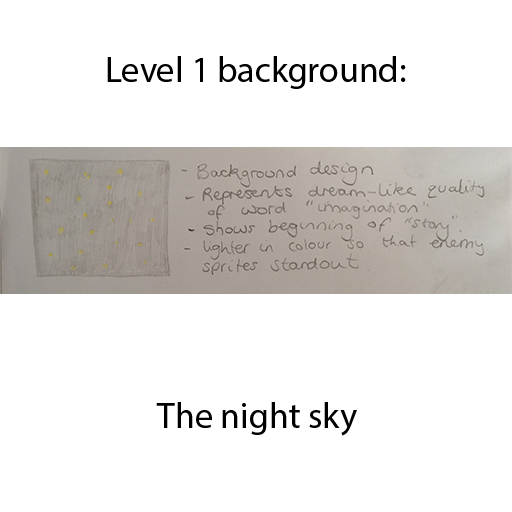 Level 1 background:
- Background design
- Represents dream-like quality
of word "imagination"
- Shows beginning of "story".
- lighter in colour so that enemy
sprites standout
The night sky